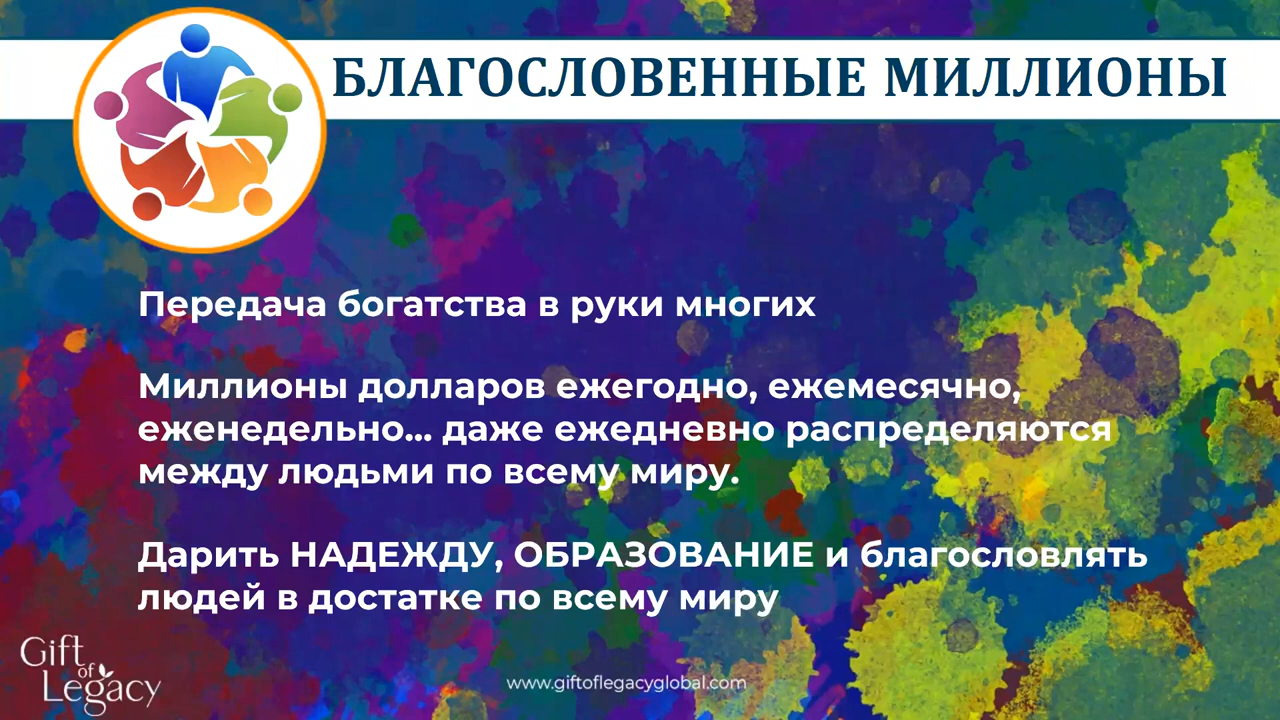 БЛАГОСЛОВЕННЫЕ МИЛЛИОНЫ
Передача богатства в руки многих
Миллионы долларов ежегодно, ежемесячно,
еженедельно... даже ежедневно распределяются
между людьми по всему миру.
Дарить НАДЕЖДУ, ОБРАЗОВАНИЕ и благословлять
людей в достатке по всему миру
Gift
of
Legacy
www.giftoflegacyglobal.com